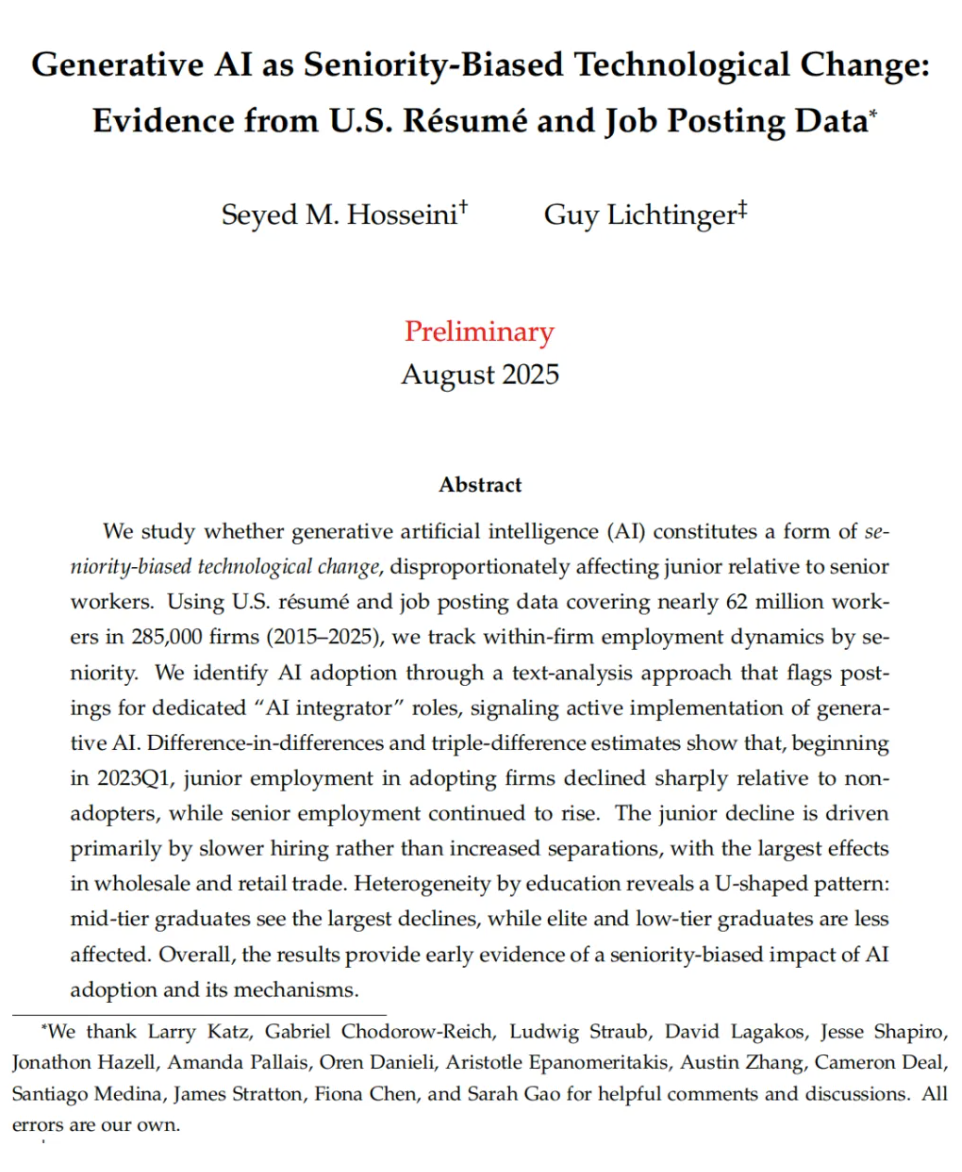 Generative AI as Seniority-Biased Technological Change:
Evidence from U.S. Résumé and Job Posting Data*
Seyed M. Hosseini† Guy Lichtinger‡
Preliminary
August 2025
Abstract
We study whether generative artificial intelligence (AI) constitutes a form of se-
niority-biased technological change, disproportionately affecting junior relative to senior
workers. Using U.S. résumé and job posting data covering nearly 62 million work-
ers in 285,000 firms (2015–2025), we track within-firm employment dynamics by se-
niority. We identify AI adoption through a text-analysis approach that flags post-
ings for dedicated “AI integrator” roles, signaling active implementation of genera-
tive AI. Difference-in-differences and triple-difference estimates show that, beginning
in 2023Q1, junior employment in adopting firms declined sharply relative to non-
adopters, while senior employment continued to rise. The junior decline is driven
primarily by slower hiring rather than increased separations, with the largest effects
in wholesale and retail trade. Heterogeneity by education reveals a U-shaped pattern:
mid-tier graduates see the largest declines, while elite and low-tier graduates are less
affected. Overall, the results provide early evidence of a seniority-biased impact of AI
adoption and its mechanisms.
*We thank Larry Katz, Gabriel Chodorow-Reich, Ludwig Straub, David Lagakos, Jesse Shapiro,
Jonathon Hazell, Amanda Pallais, Oren Danieli, Aristotle Epanomeritakis, Austin Zhang, Cameron Deal,
Santiago Medina, James Stratton, Fiona Chen, and Sarah Gao for helpful comments and discussions. All
errors are our own.